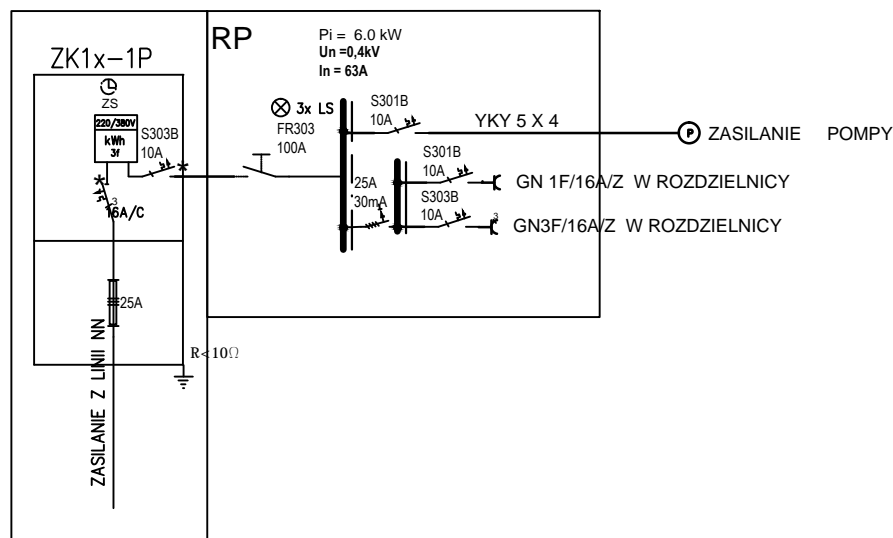 ZK1x-1P
ZS
220/380V
kWh
3f
S303B
10A
3
16A/C
25A
R<10Ω
ZASILANIE Z LINII NN
RP
Pi = 6.0 kW
Un =0,4kV
In = 63A
3x LS
FR303
100A
S301B
10A
YKY 5 X 4
P
ZASILANIE POMPY
25A
30mA
S301B
10A
GN 1F/16A/Z W ROZDZIELNICY
S303B
10A
3
GN3F/16A/Z W ROZDZIELNICY